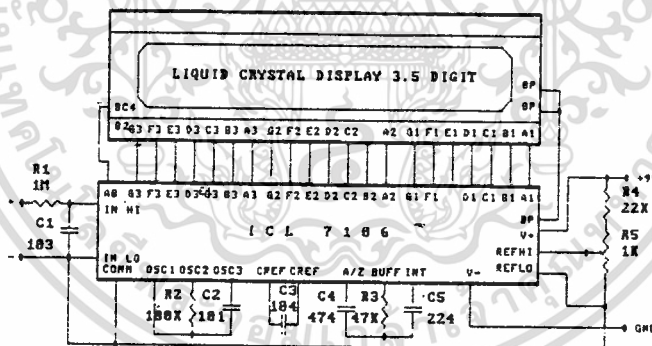 LIQUID CRYSTAL DISPLAY 3.5 DIGIT
BP
BC4
BP
B2 G3 F3 E3 D3 C3 B3 A3 G2 F2 E2 D2 C2 A2 G1 F1 E1 D1 C1 B1 A1
R1
1M
AB G3 F3 E3 D3 B3 A3 G2 F2 E2 D2 C2 B2 A2 G1 F1 D1 C1 B1 A1
+9
R4
22K
IN HI
C1
103
BP
V+
ICL 7106
REFHI
R5
1K
IN LO
REFLO
COMM OSC1 OSC2 OSC3 CREF CREF A/Z BUFF INT V-
R2
100K
C2
101
C3
104
C4
474
R3
47K
C5
224
GND